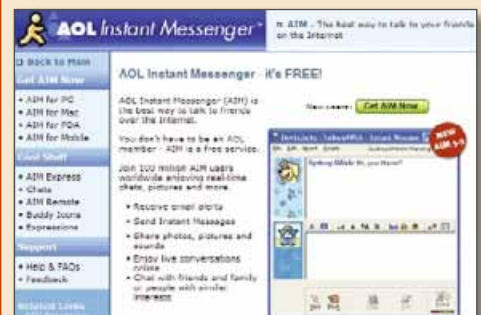 AOL Instant Messenger™
AIM - The best way to talk to your friends
on the Internet
Back to Main
Get AIM Now
• AIM for PC
• AIM for Mac
• AIM for PDA
• AIM for Mobile
Cool Stuff
• AIM Express
• Chats
• AIM Remote
• Buddy Icons
• Expressions
Support
• Help & FAQs
• Feedback
Related Links
AOL Instant Messenger - it's FREE!
AOL Instant Messenger (AIM) is
the best way to talk to friends
over the Internet.
You don't have to be an AOL
member - AIM is a free service.
Join 100 million AIM users
worldwide enjoying real-time
chats, pictures and more.
• Receive email alerts
• Send Instant Messages
• Share photos, pictures and
sounds
• Enjoy live conversations
online
• Chat with friends and family
or people with similar
interests
New users: Get AIM Now
Instant Message
NEW
AIM 5.5
Hi, you there?